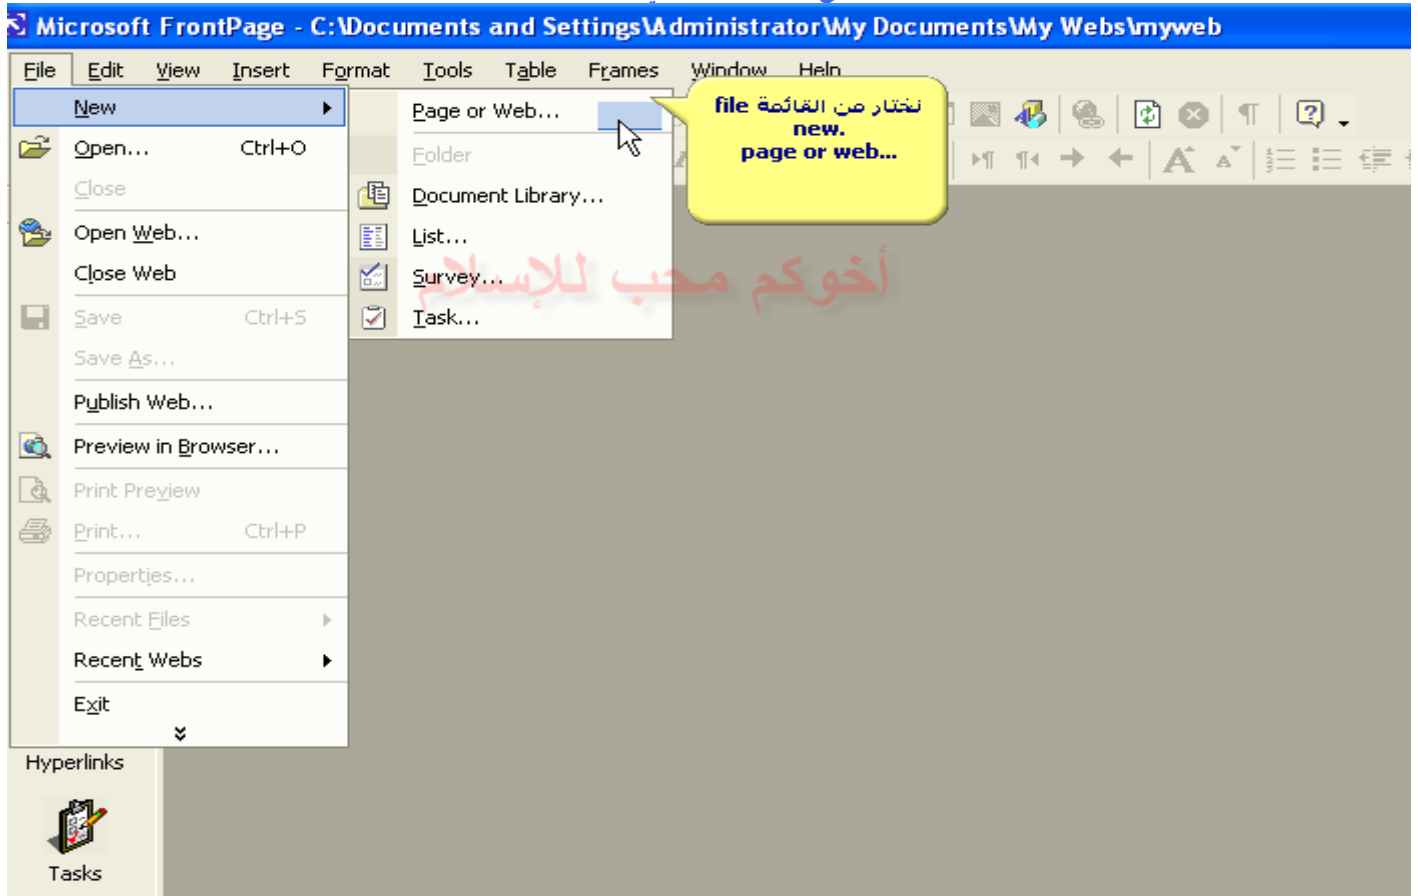 Microsoft FrontPage - C:\Documents and Settings\Administrator\My Documents\My Webs\myweb
File Edit View Insert Format Tools Table Frames Window Help
New
Open... Ctrl+O
Close
Open Web...
Close Web
Save Ctrl+S
Save As...
Publish Web...
Preview in Browser...
Print Preview
Print... Ctrl+P
Properties...
Recent Files
Recent Webs
Exit
Page or Web...
Folder
Document Library...
List...
Survey...
Task...
نختار من القائمة file
new.
page or web...
أخوكم محب للإسلام
Hyperlinks
Tasks